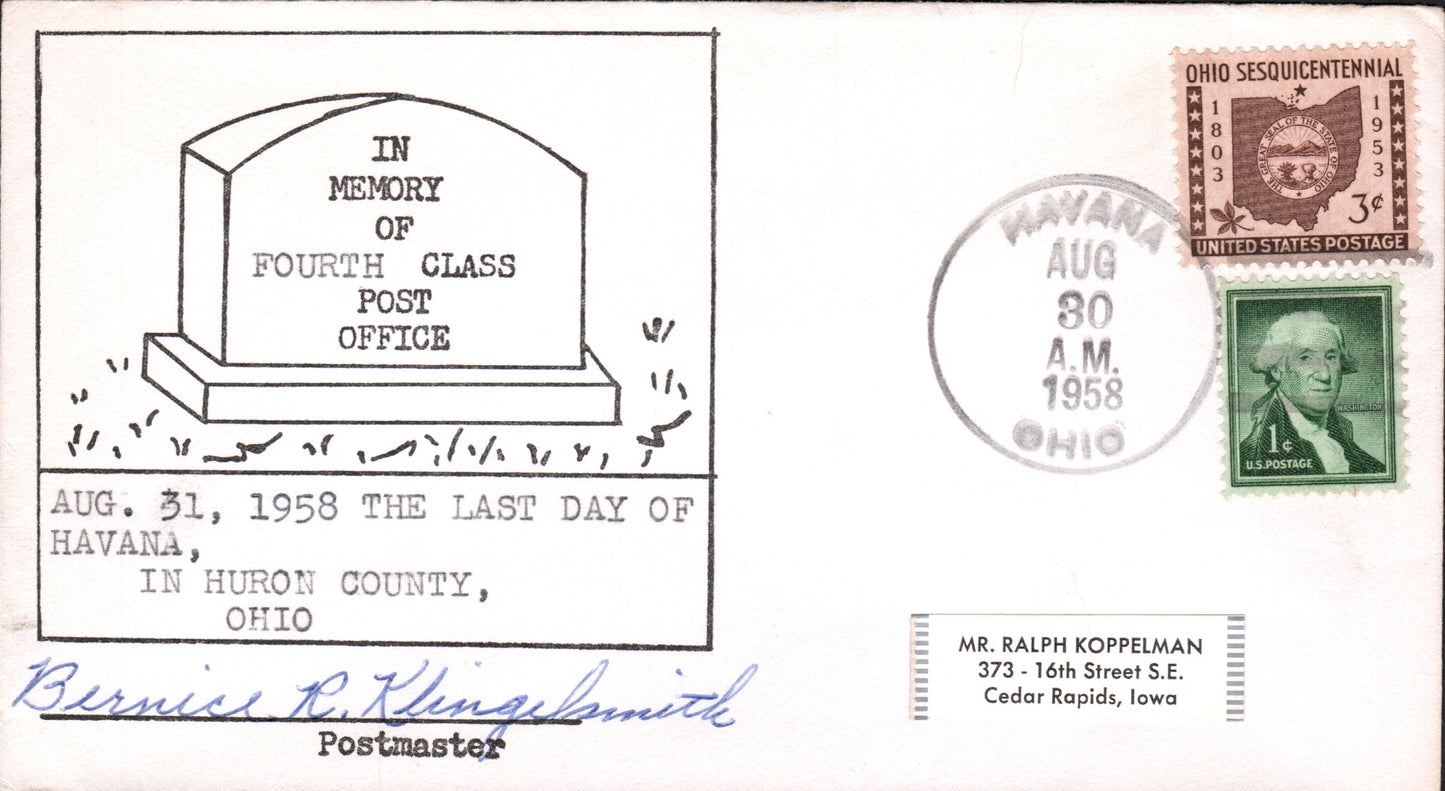 IN
MEMORY
OF
FOURTH CLASS
POST
OFFICE
AUG. 31, 1958 THE LAST DAY OF
HAVANA,
IN HURON COUNTY,
OHIO
Bernice R. Klingelsmith
Postmaster
HAVANA
AUG
30
A.M.
1958
OHIO
OHIO SESQUICENTENNIAL
1803
1953
THE GREAT SEAL OF THE STATE OF OHIO
3¢
UNITED STATES POSTAGE
WASHINGTON
1¢
U.S. POSTAGE
MR. RALPH KOPPELMAN
373 - 16th Street S.E.
Cedar Rapids, Iowa